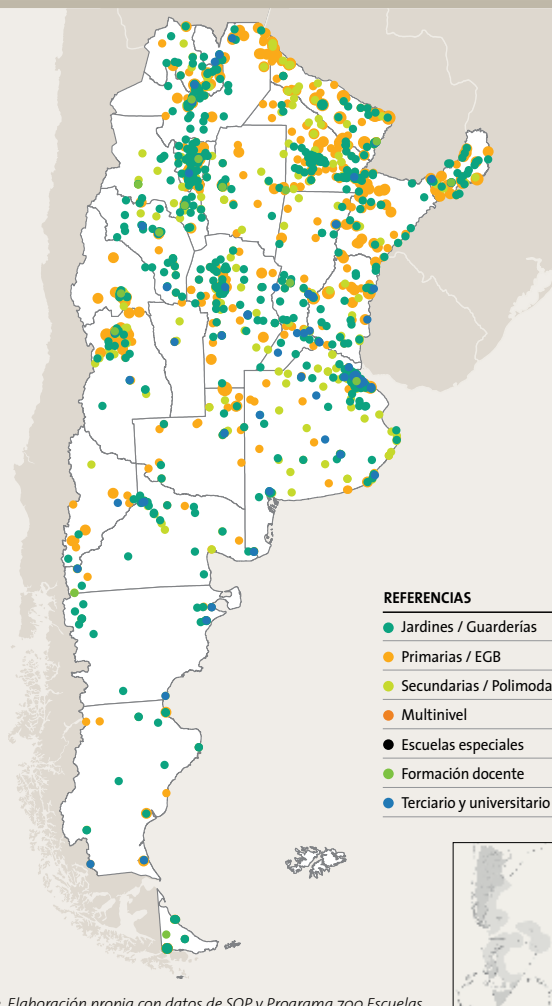 REFERENCIAS
Jardines / Guarderías
Primarias / EGB
Secundarias / Polimoda
Multinivel
Escuelas especiales
Formación docente
Terciario y universitario
Elaboración propia con datos de SOP y Programa 700 Escuelas